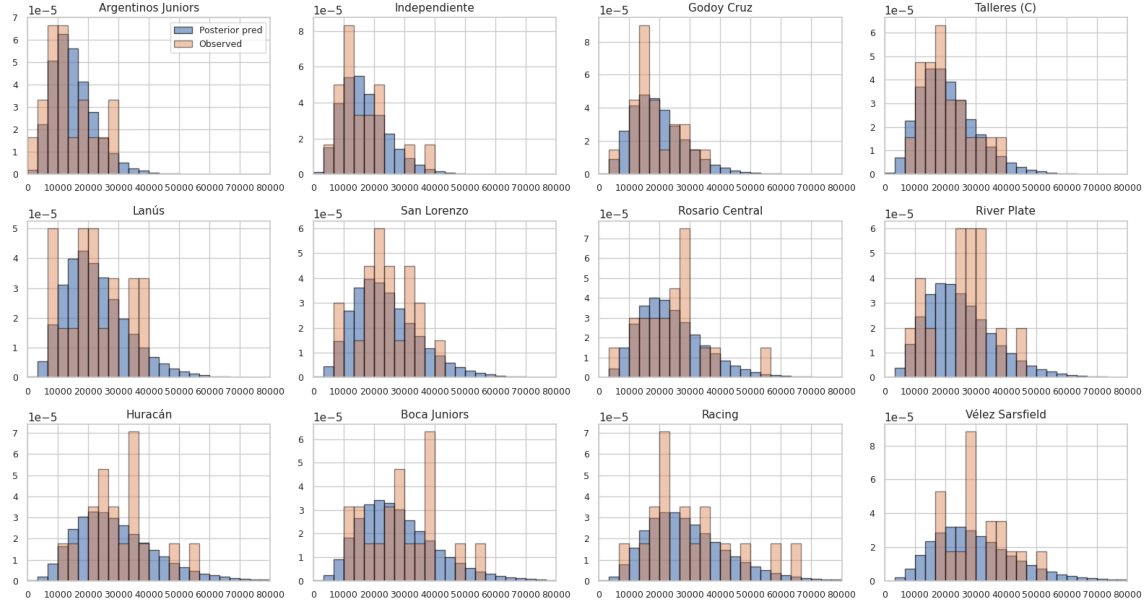 Argentinos Juniors
1e−5
7
6
5
4
3
2
1
0
0 10000 20000 30000 40000 50000 60000 70000 80000
Posterior pred
Observed
Independiente
1e−5
8
6
4
2
0
0 10000 20000 30000 40000 50000 60000 70000 80000
Godoy Cruz
1e−5
8
6
4
2
0
0 10000 20000 30000 40000 50000 60000 70000 80000
Talleres (C)
1e−5
6
5
4
3
2
1
0
0 10000 20000 30000 40000 50000 60000 70000 80000
Lanús
1e−5
5
4
3
2
1
0
0 10000 20000 30000 40000 50000 60000 70000 80000
San Lorenzo
1e−5
6
5
4
3
2
1
0
0 10000 20000 30000 40000 50000 60000 70000 80000
Rosario Central
1e−5
7
6
5
4
3
2
1
0
0 10000 20000 30000 40000 50000 60000 70000 80000
River Plate
1e−5
6
5
4
3
2
1
0
0 10000 20000 30000 40000 50000 60000 70000 80000
Huracán
1e−5
7
6
5
4
3
2
1
0
0 10000 20000 30000 40000 50000 60000 70000 80000
Boca Juniors
1e−5
6
5
4
3
2
1
0
0 10000 20000 30000 40000 50000 60000 70000 80000
Racing
1e−5
7
6
5
4
3
2
1
0
0 10000 20000 30000 40000 50000 60000 70000 80000
Vélez Sarsfield
1e−5
8
6
4
2
0
0 10000 20000 30000 40000 50000 60000 70000 80000